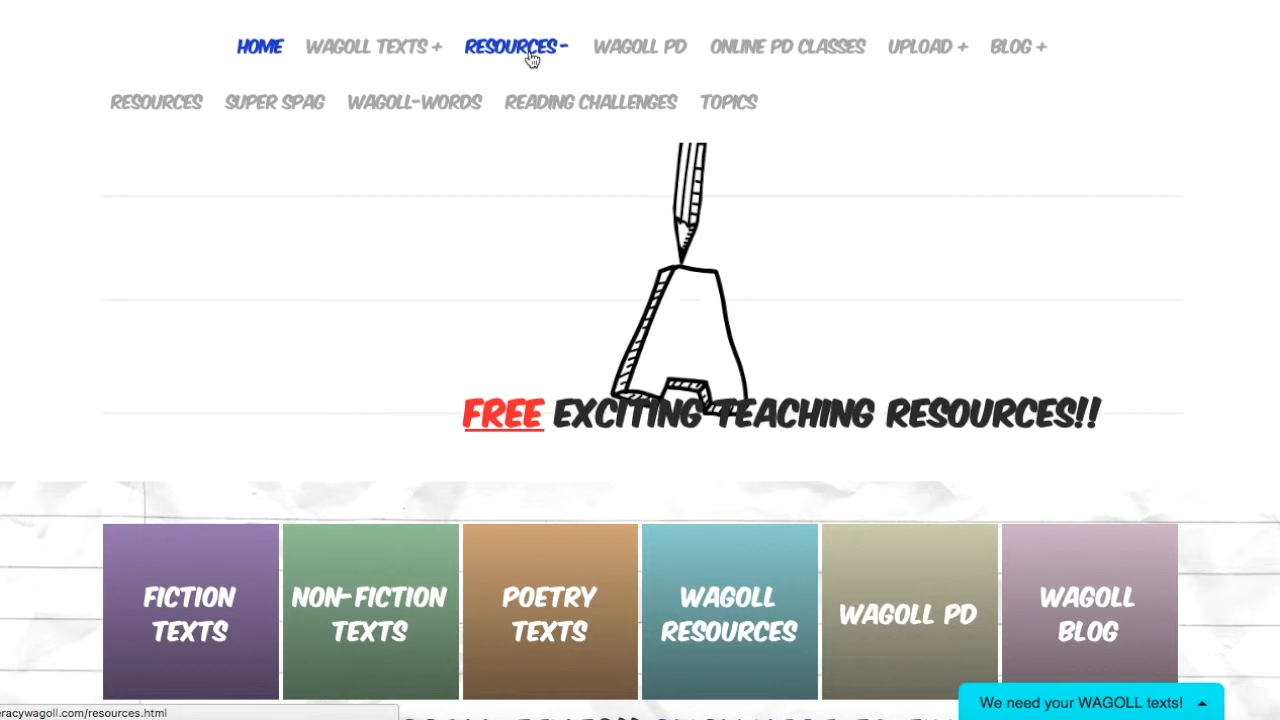 HOME WAGOLL TEXTS + RESOURCES - WAGOLL PD ONLINE PD CLASSES UPLOAD + BLOG +
RESOURCES SUPER SPAG WAGOLL-WORDS READING CHALLENGES TOPICS
FREE EXCITING TEACHING RESOURCES!!
FICTION TEXTS
NON-FICTION TEXTS
POETRY TEXTS
WAGOLL RESOURCES
WAGOLL PD
WAGOLL BLOG
We need your WAGOLL texts!
eracywagoll.com/resources.html